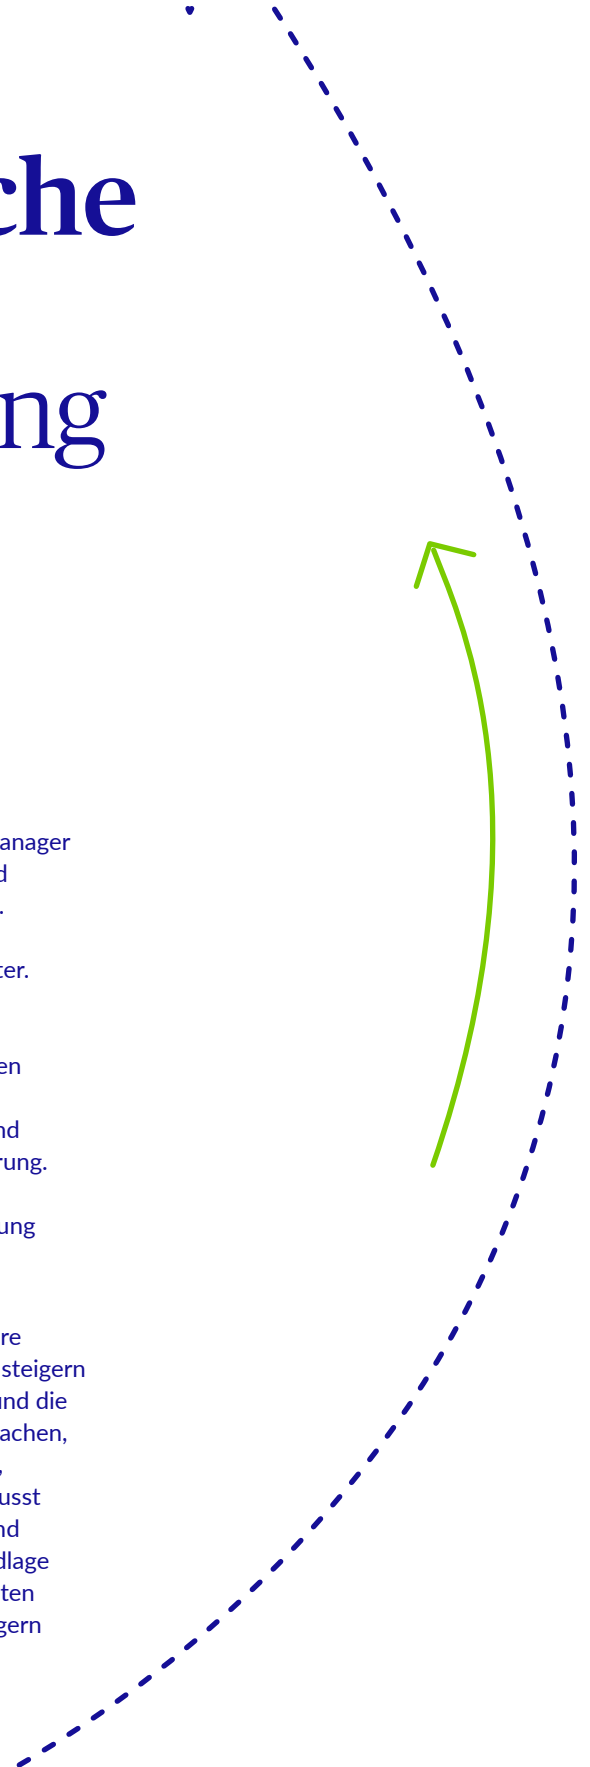 che
ng
anager
d
.
ter.
en
nd
rung.
ung
re
steigern
und die
achen,
,
usst
nd
dlage
ten
gern